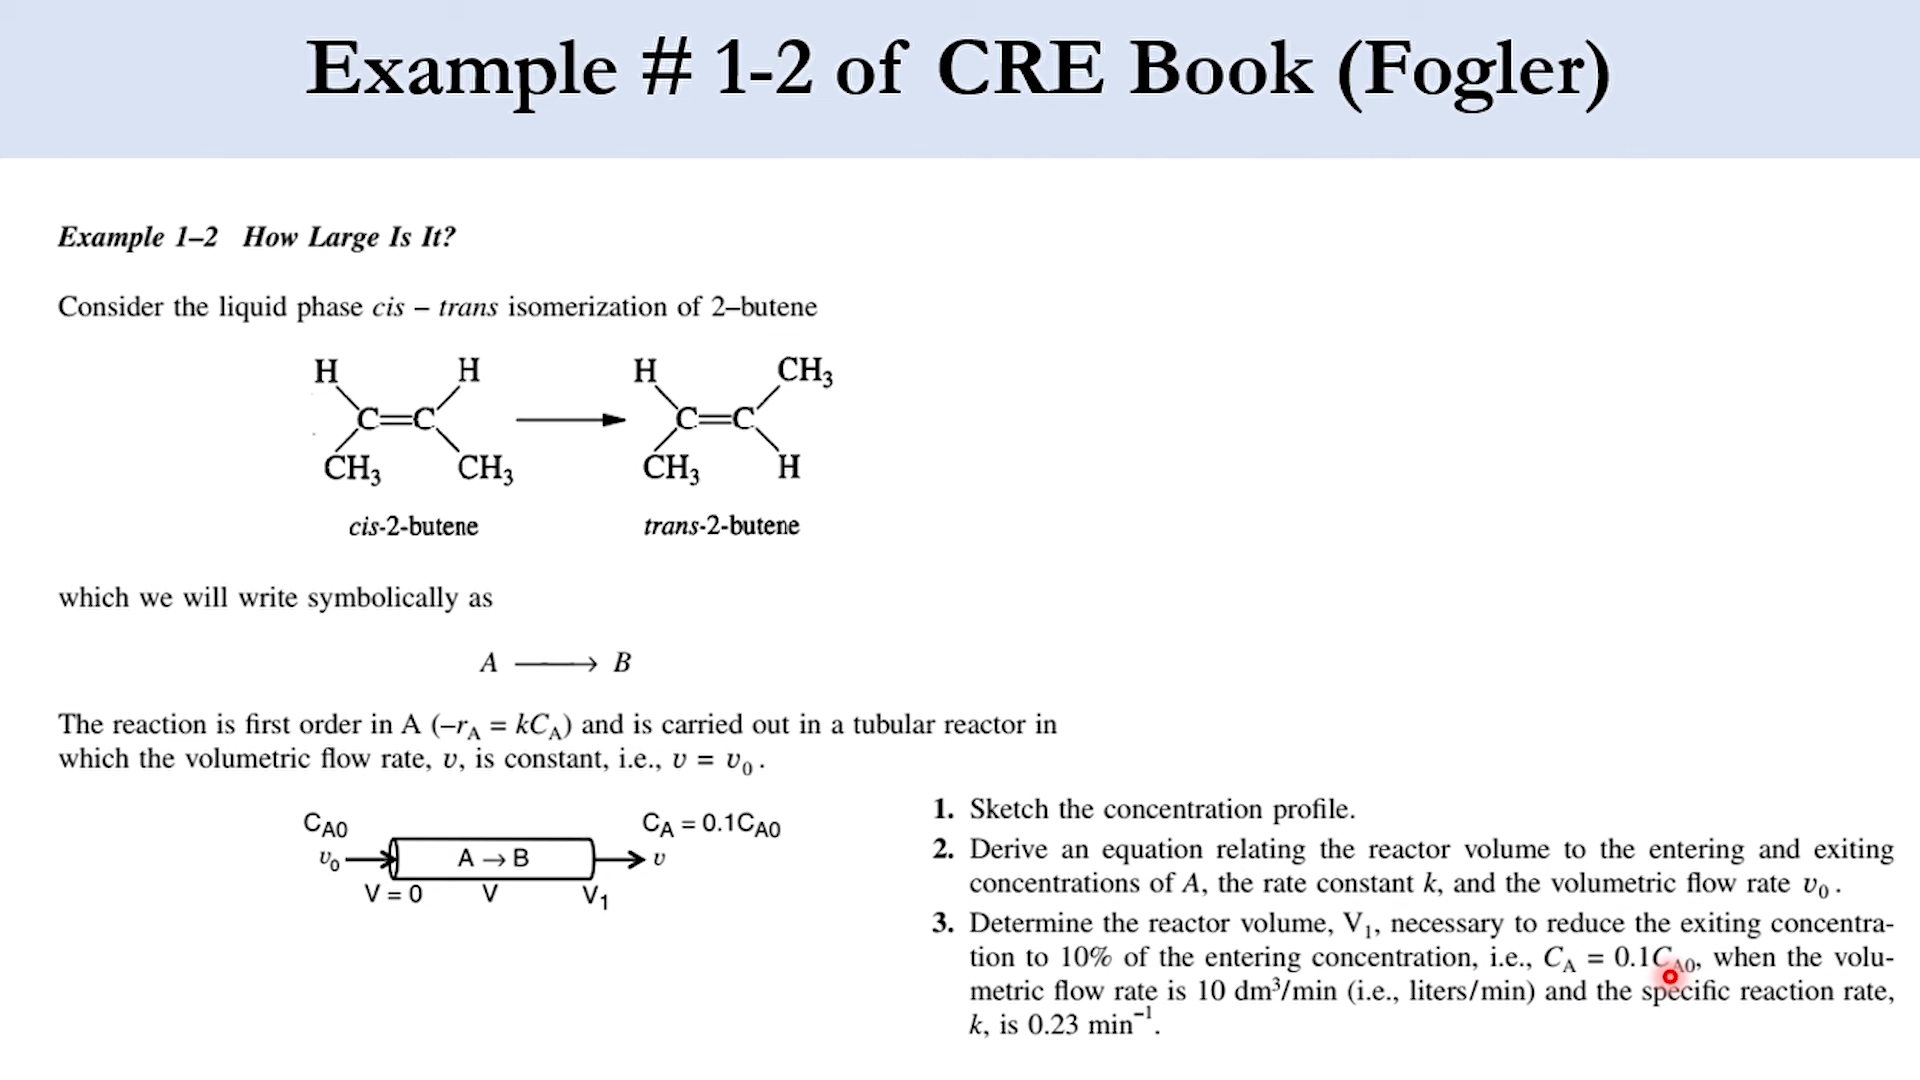 Example # 1-2 of CRE Book (Fogler)
Example 1–2 How Large Is It?
Consider the liquid phase cis – trans isomerization of 2–butene
H H H CH₃
C=C C=C
CH₃ CH₃ CH₃ H
cis-2-butene trans-2-butene
which we will write symbolically as
A ⟶ B
The reaction is first order in A (–r_A = kC_A) and is carried out in a tubular reactor in
which the volumetric flow rate, υ, is constant, i.e., υ = υ₀ .
C_A0 C_A = 0.1C_A0
υ₀ A → B υ
V = 0 V V₁
1. Sketch the concentration profile.
2. Derive an equation relating the reactor volume to the entering and exiting
concentrations of A, the rate constant k, and the volumetric flow rate υ₀ .
3. Determine the reactor volume, V₁, necessary to reduce the exiting concentra-
tion to 10% of the entering concentration, i.e., C_A = 0.1C_A0, when the volu-
metric flow rate is 10 dm³/min (i.e., liters/min) and the specific reaction rate,
k, is 0.23 min⁻¹.